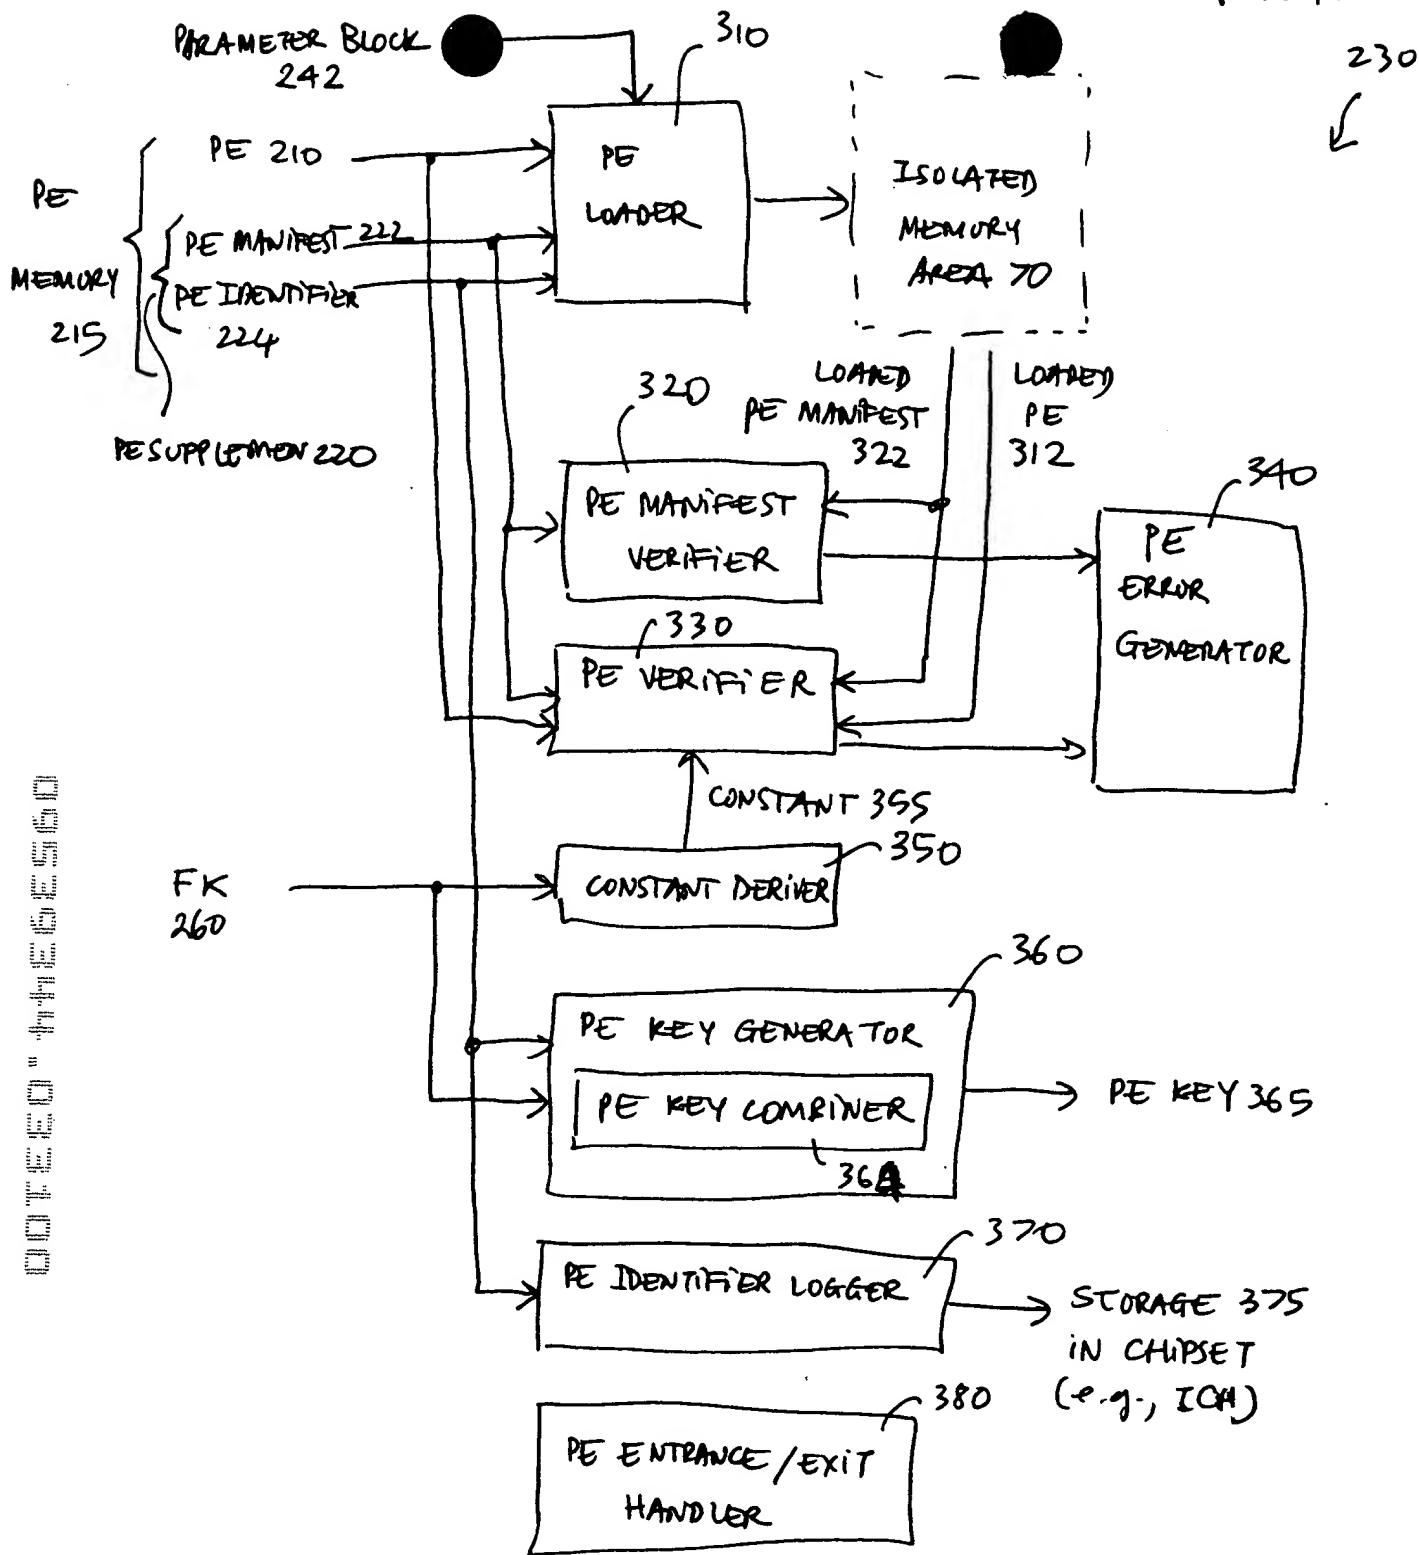 PARAMETER BLOCK
242
310
230
PE 210
PE
LOADER
ISOLATED
MEMORY
AREA 70
PE
MEMORY
215
PE MANIFEST 222
PE IDENTIFIER
224
PE SUPPLEMEN 220
320
LOADED
PE MANIFEST
322
LOADED
PE
312
PE MANIFEST
VERIFIER
340
PE
ERROR
GENERATOR
330
PE VERIFIER
CONSTANT 355
350
FK
260
CONSTANT DERIVER
360
PE KEY GENERATOR
PE KEY COMBINER
364
PE KEY 365
370
PE IDENTIFIER LOGGER
STORAGE 375
IN CHIPSET
(e.g., ICH)
380
PE ENTRANCE/EXIT
HANDLER